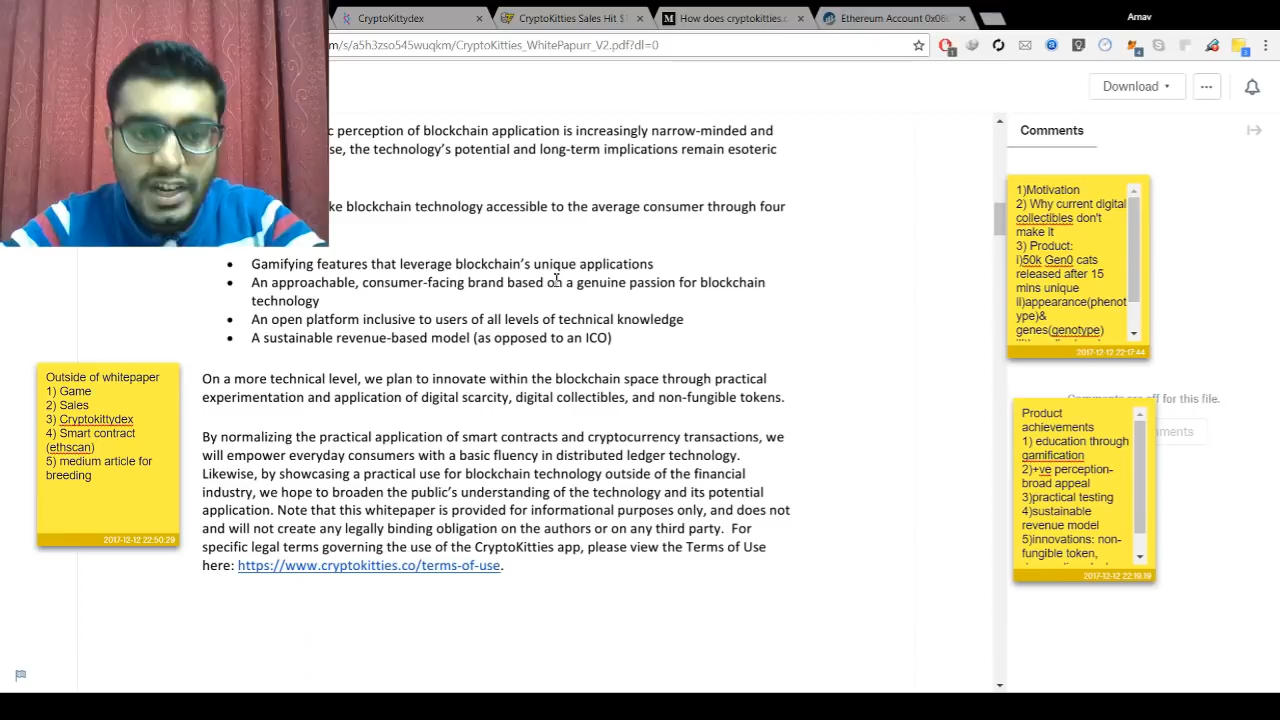 CryptoKittydex
CryptoKitties Sales Hit $
How does cryptokitties.c
Ethereum Account 0x06
Arnav
/s/a5h3zso545wuqkm/CryptoKitties_WhitePapurr_V2.pdf?dl=0
Download
c perception of blockchain application is increasingly narrow-minded and
se, the technology's potential and long-term implications remain esoteric
ke blockchain technology accessible to the average consumer through four
• Gamifying features that leverage blockchain's unique applications
• An approachable, consumer-facing brand based on a genuine passion for blockchain
technology
• An open platform inclusive to users of all levels of technical knowledge
• A sustainable revenue-based model (as opposed to an ICO)
On a more technical level, we plan to innovate within the blockchain space through practical
experimentation and application of digital scarcity, digital collectibles, and non-fungible tokens.
By normalizing the practical application of smart contracts and cryptocurrency transactions, we
will empower everyday consumers with a basic fluency in distributed ledger technology.
Likewise, by showcasing a practical use for blockchain technology outside of the financial
industry, we hope to broaden the public's understanding of the technology and its potential
application. Note that this whitepaper is provided for informational purposes only, and does not
and will not create any legally binding obligation on the authors or on any third party. For
specific legal terms governing the use of the CryptoKitties app, please view the Terms of Use
here: https://www.cryptokitties.co/terms-of-use.
Outside of whitepaper
1) Game
2) Sales
3) Cryptokittydex
4) Smart contract
(ethscan)
5) medium article for
breeding
2017-12-12 22:50:29
Comments
1)Motivation
2) Why current digital
collectibles don't
make it
3) Product:
i)50k Gen0 cats
released after 15
mins unique
ii)appearance(phenot
ype)&
genes(genotype)
2017-12-12 22:17:44
Comments are off for this file.
mments
Product
achievements
1) education through
gamification
2)+ve perception-
broad appeal
3)practical testing
4)sustainable
revenue model
5)innovations: non-
fungible token,
2017-12-12 22:19:19